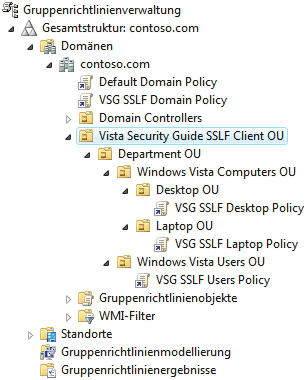 Gruppenrichtlinienverwaltung
Gesamtstruktur: contoso.com
Domänen
contoso.com
Default Domain Policy
VSG SSLF Domain Policy
Domain Controllers
Vista Security Guide SSLF Client OU
Department OU
Windows Vista Computers OU
Desktop OU
VSG SSLF Desktop Policy
Laptop OU
VSG SSLF Laptop Policy
Windows Vista Users OU
VSG SSLF Users Policy
Gruppenrichtlinienobjekte
WMI-Filter
Standorte
Gruppenrichtlinienmodellierung
Gruppenrichtlinienergebnisse